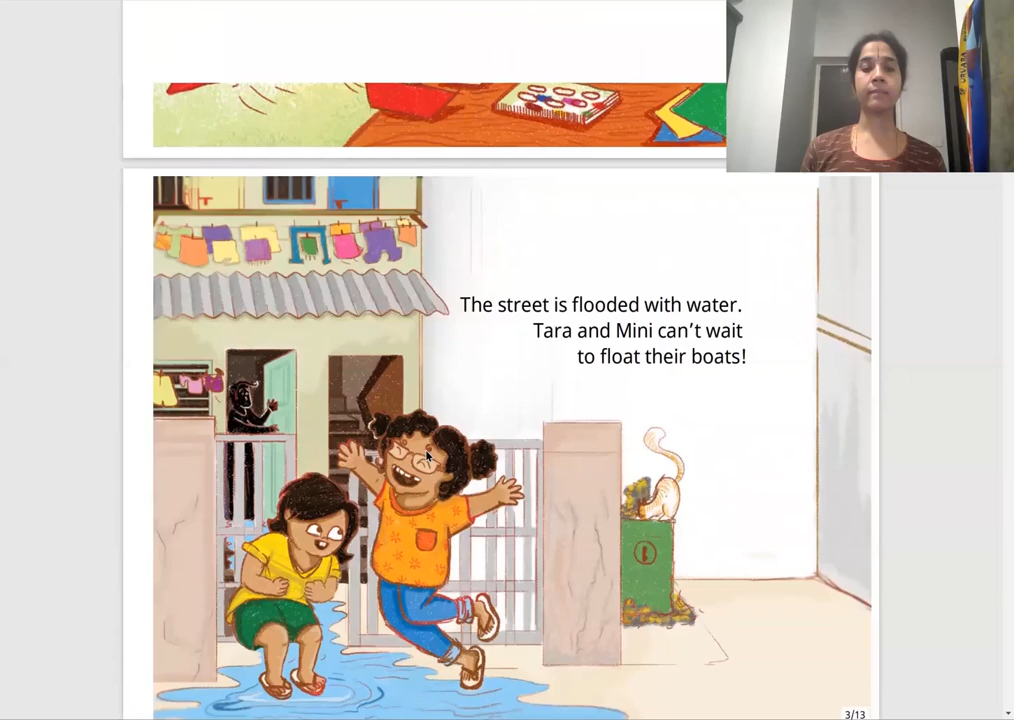 The street is flooded with water.
Tara and Mini can't wait
to float their boats!
3/13